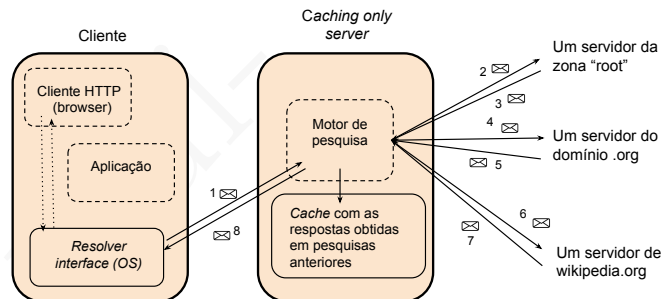 Cliente
Caching only
server
Cliente HTTP
(browser)
Aplicação
Resolver
interface (OS)
Motor de
pesquisa
Cache com as
respostas obtidas
em pesquisas
anteriores
1
8
2
3
4
5
6
7
Um servidor da
zona “root”
Um servidor do
domínio .org
Um servidor de
wikipedia.org